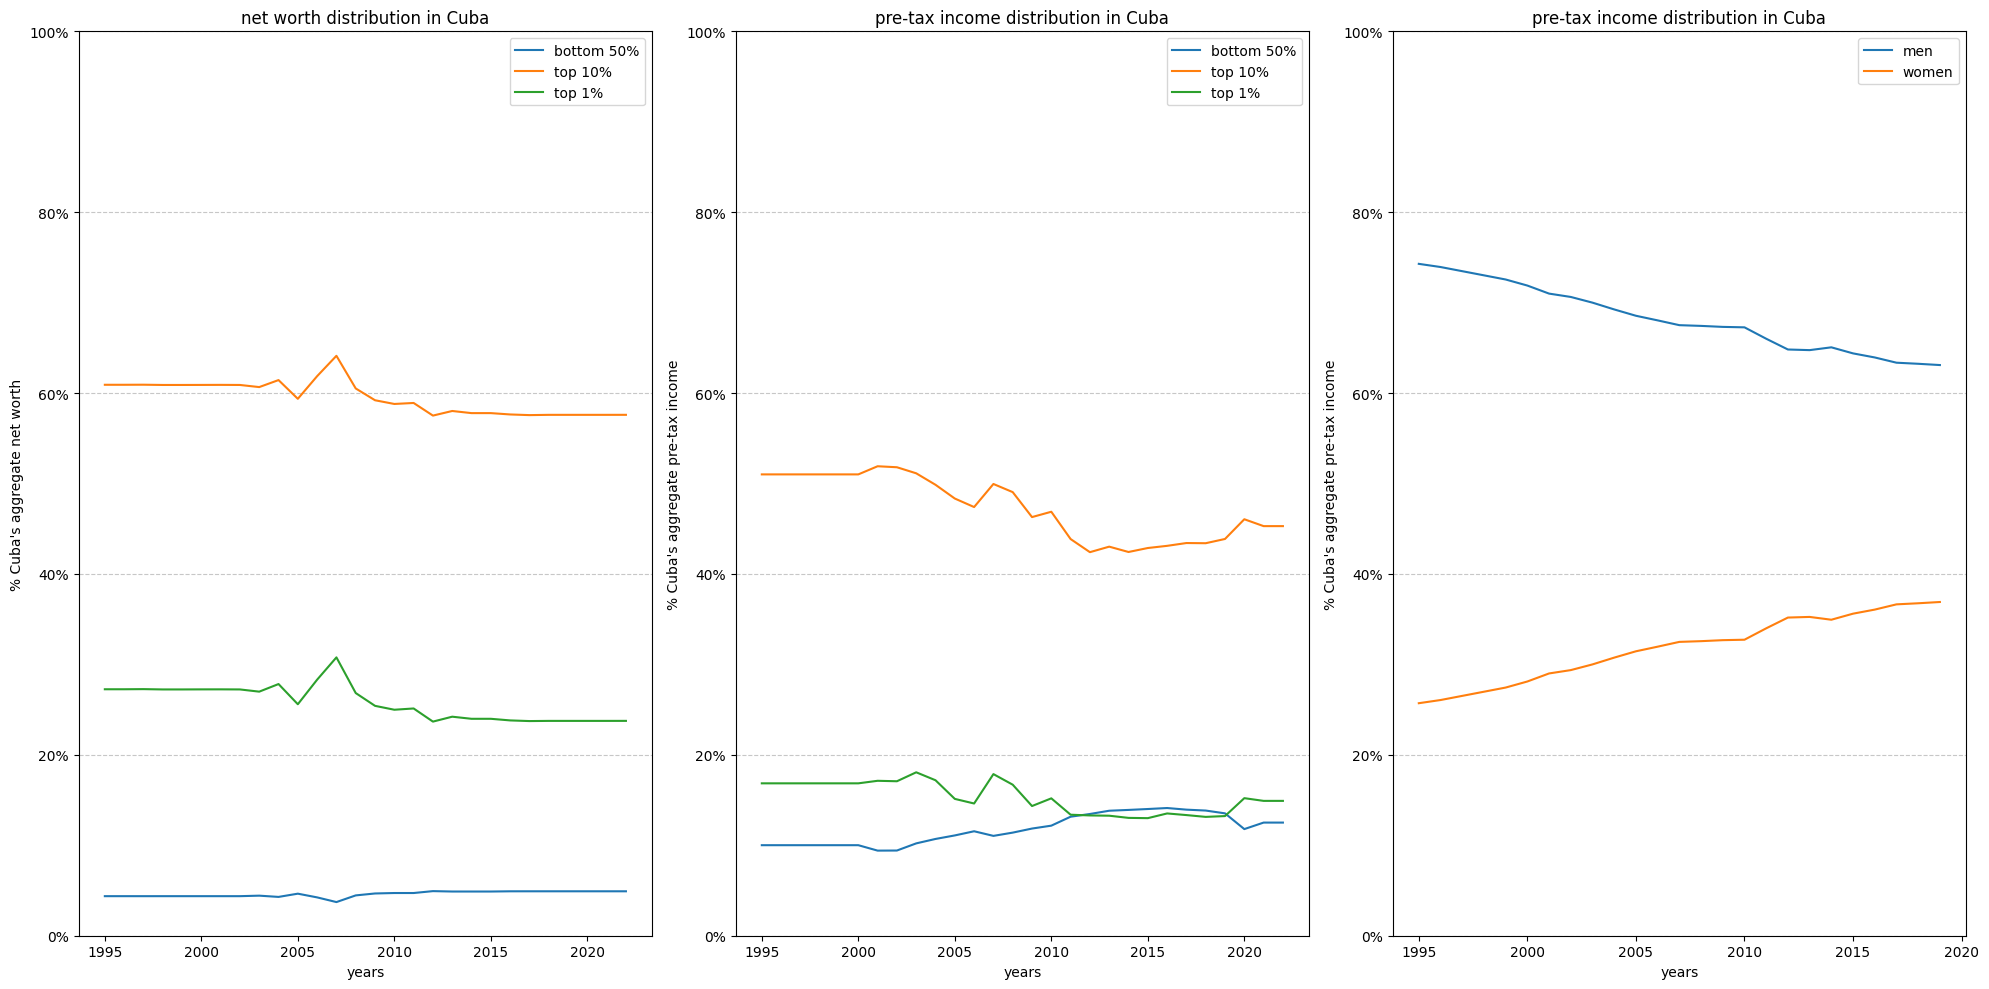 net worth distribution in Cuba
% Cuba's aggregate net worth
100%
80%
60%
40%
20%
0%
1995 2000 2005 2010 2015 2020
years
bottom 50%
top 10%
top 1%
pre-tax income distribution in Cuba
% Cuba's aggregate pre-tax income
100%
80%
60%
40%
20%
0%
1995 2000 2005 2010 2015 2020
years
bottom 50%
top 10%
top 1%
pre-tax income distribution in Cuba
% Cuba's aggregate pre-tax income
100%
80%
60%
40%
20%
0%
1995 2000 2005 2010 2015 2020
years
men
women